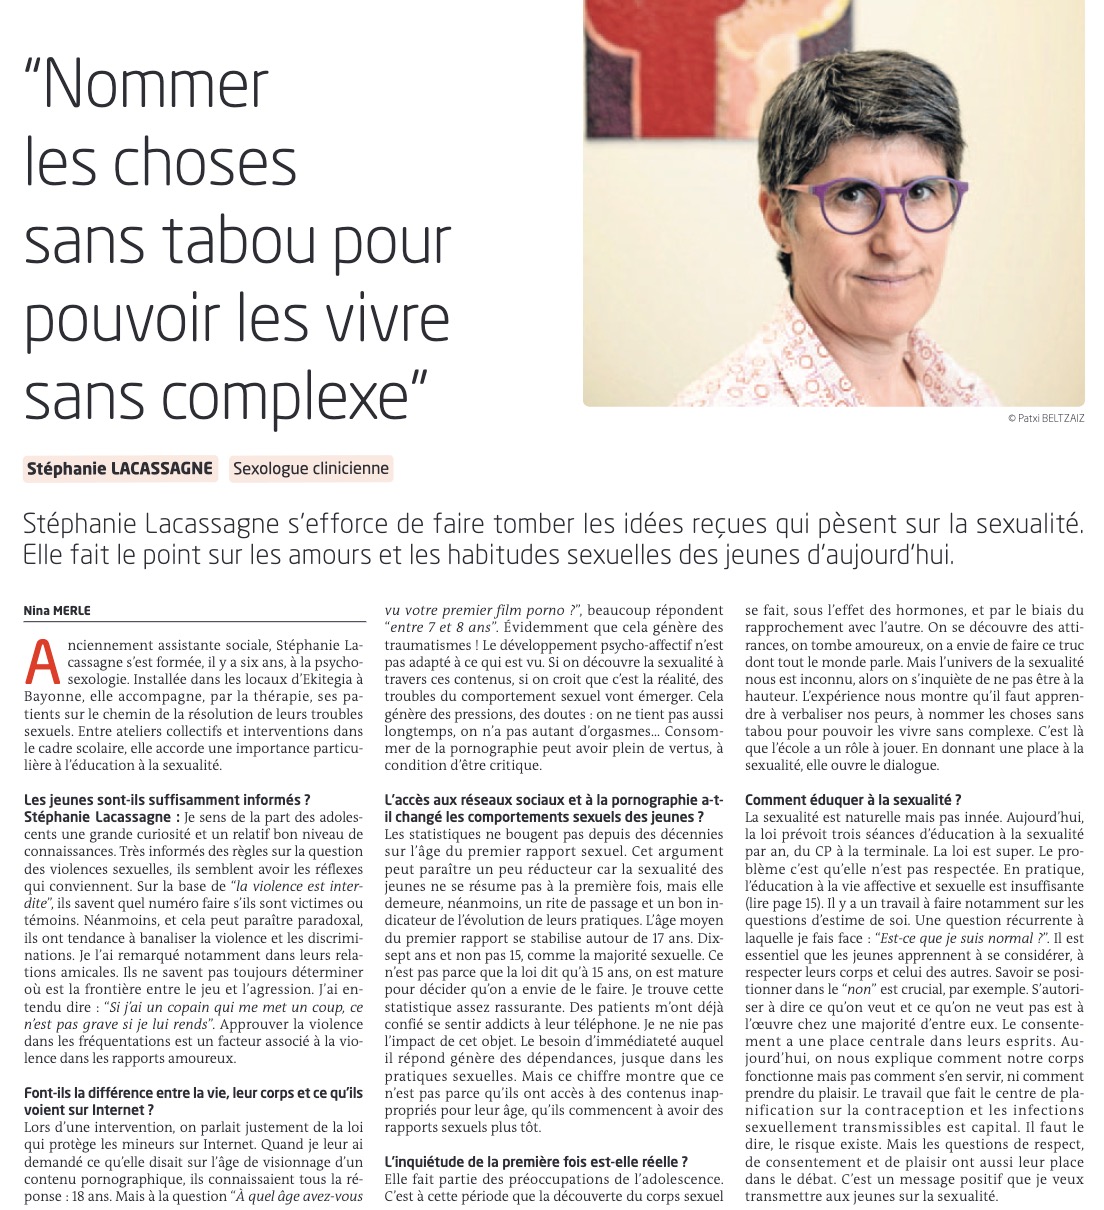 “Nommer
les choses
sans tabou pour
pouvoir les vivre
sans complexe”
© Patxi BELTZAIZ
Stéphanie LACASSAGNE Sexologue clinicienne
Stéphanie Lacassagne s’efforce de faire tomber les idées reçues qui pèsent sur la sexualité.
Elle fait le point sur les amours et les habitudes sexuelles des jeunes d’aujourd’hui.
Nina MERLE
Anciennement assistante sociale, Stéphanie La-
cassagne s’est formée, il y a six ans, à la psycho-
sexologie. Installée dans les locaux d’Ekitegia à
Bayonne, elle accompagne, par la thérapie, ses pa-
tients sur le chemin de la résolution de leurs troubles
sexuels. Entre ateliers collectifs et interventions dans
le cadre scolaire, elle accorde une importance particu-
lière à l’éducation à la sexualité.
Les jeunes sont-ils suffisamment informés ?
Stéphanie Lacassagne : Je sens de la part des adoles-
cents une grande curiosité et un relatif bon niveau de
connaissances. Très informés des règles sur la question
des violences sexuelles, ils semblent avoir les réflexes
qui conviennent. Sur la base de “la violence est inter-
dite”, ils savent quel numéro faire s’ils sont victimes ou
témoins. Néanmoins, et cela peut paraître paradoxal,
ils ont tendance à banaliser la violence et les discrimi-
nations. Je l’ai remarqué notamment dans leurs rela-
tions amicales. Ils ne savent pas toujours déterminer
où est la frontière entre le jeu et l’agression. J’ai en-
tendu dire : “Si j’ai un copain qui me met un coup, ce
n’est pas grave si je lui rends”. Approuver la violence
dans les fréquentations est un facteur associé à la vio-
lence dans les rapports amoureux.
Font-ils la différence entre la vie, leur corps et ce qu’ils
voient sur Internet ?
Lors d’une intervention, on parlait justement de la loi
qui protège les mineurs sur Internet. Quand je leur ai
demandé ce qu’elle disait sur l’âge de visionnage d’un
contenu pornographique, ils connaissaient tous la ré-
ponse : 18 ans. Mais à la question “À quel âge avez-vous
vu votre premier film porno ?”, beaucoup répondent
“entre 7 et 8 ans”. Évidemment que cela génère des
traumatismes ! Le développement psycho-affectif n’est
pas adapté à ce qui est vu. Si on découvre la sexualité à
travers ces contenus, si on croit que c’est la réalité, des
troubles du comportement sexuel vont émerger. Cela
génère des pressions, des doutes : on ne tient pas aussi
longtemps, on n’a pas autant d’orgasmes... Consom-
mer de la pornographie peut avoir plein de vertus, à
condition d’être critique.
L’accès aux réseaux sociaux et à la pornographie a-t-
il changé les comportements sexuels des jeunes ?
Les statistiques ne bougent pas depuis des décennies
sur l’âge du premier rapport sexuel. Cet argument
peut paraître un peu réducteur car la sexualité des
jeunes ne se résume pas à la première fois, mais elle
demeure, néanmoins, un rite de passage et un bon in-
dicateur de l’évolution de leurs pratiques. L’âge moyen
du premier rapport se stabilise autour de 17 ans. Dix-
sept ans et non pas 15, comme la majorité sexuelle. Ce
n’est pas parce que la loi dit qu’à 15 ans, on est mature
pour décider qu’on a envie de le faire. Je trouve cette
statistique assez rassurante. Des patients m’ont déjà
confié se sentir addicts à leur téléphone. Je ne nie pas
l’impact de cet objet. Le besoin d’immédiateté auquel
il répond génère des dépendances, jusque dans les
pratiques sexuelles. Mais ce chiffre montre que ce
n’est pas parce qu’ils ont accès à des contenus inap-
propriés pour leur âge, qu’ils commencent à avoir des
rapports sexuels plus tôt.
L’inquiétude de la première fois est-elle réelle ?
Elle fait partie des préoccupations de l’adolescence.
C’est à cette période que la découverte du corps sexuel
se fait, sous l’effet des hormones, et par le biais du
rapprochement avec l’autre. On se découvre des atti-
rances, on tombe amoureux, on a envie de faire ce truc
dont tout le monde parle. Mais l’univers de la sexualité
nous est inconnu, alors on s’inquiète de ne pas être à la
hauteur. L’expérience nous montre qu’il faut appren-
dre à verbaliser nos peurs, à nommer les choses sans
tabou pour pouvoir les vivre sans complexe. C’est là
que l’école a un rôle à jouer. En donnant une place à la
sexualité, elle ouvre le dialogue.
Comment éduquer à la sexualité ?
La sexualité est naturelle mais pas innée. Aujourd’hui,
la loi prévoit trois séances d’éducation à la sexualité
par an, du CP à la terminale. La loi est super. Le pro-
blème c’est qu’elle n’est pas respectée. En pratique,
l’éducation à la vie affective et sexuelle est insuffisante
(lire page 15). Il y a un travail à faire notamment sur les
questions d’estime de soi. Une question récurrente à
laquelle je fais face : “Est-ce que je suis normal ?”. Il est
essentiel que les jeunes apprennent à se considérer, à
respecter leurs corps et celui des autres. Savoir se posi-
tionner dans le “non” est crucial, par exemple. S’autori-
ser à dire ce qu’on veut et ce qu’on ne veut pas est à
l’œuvre chez une majorité d’entre eux. Le consente-
ment a une place centrale dans leurs esprits. Au-
jourd’hui, on nous explique comment notre corps
fonctionne mais pas comment s’en servir, ni comment
prendre du plaisir. Le travail que fait le centre de pla-
nification sur la contraception et les infections
sexuellement transmissibles est capital. Il faut le
dire, le risque existe. Mais les questions de respect,
de consentement et de plaisir ont aussi leur place
dans le débat. C’est un message positif que je veux
transmettre aux jeunes sur la sexualité.